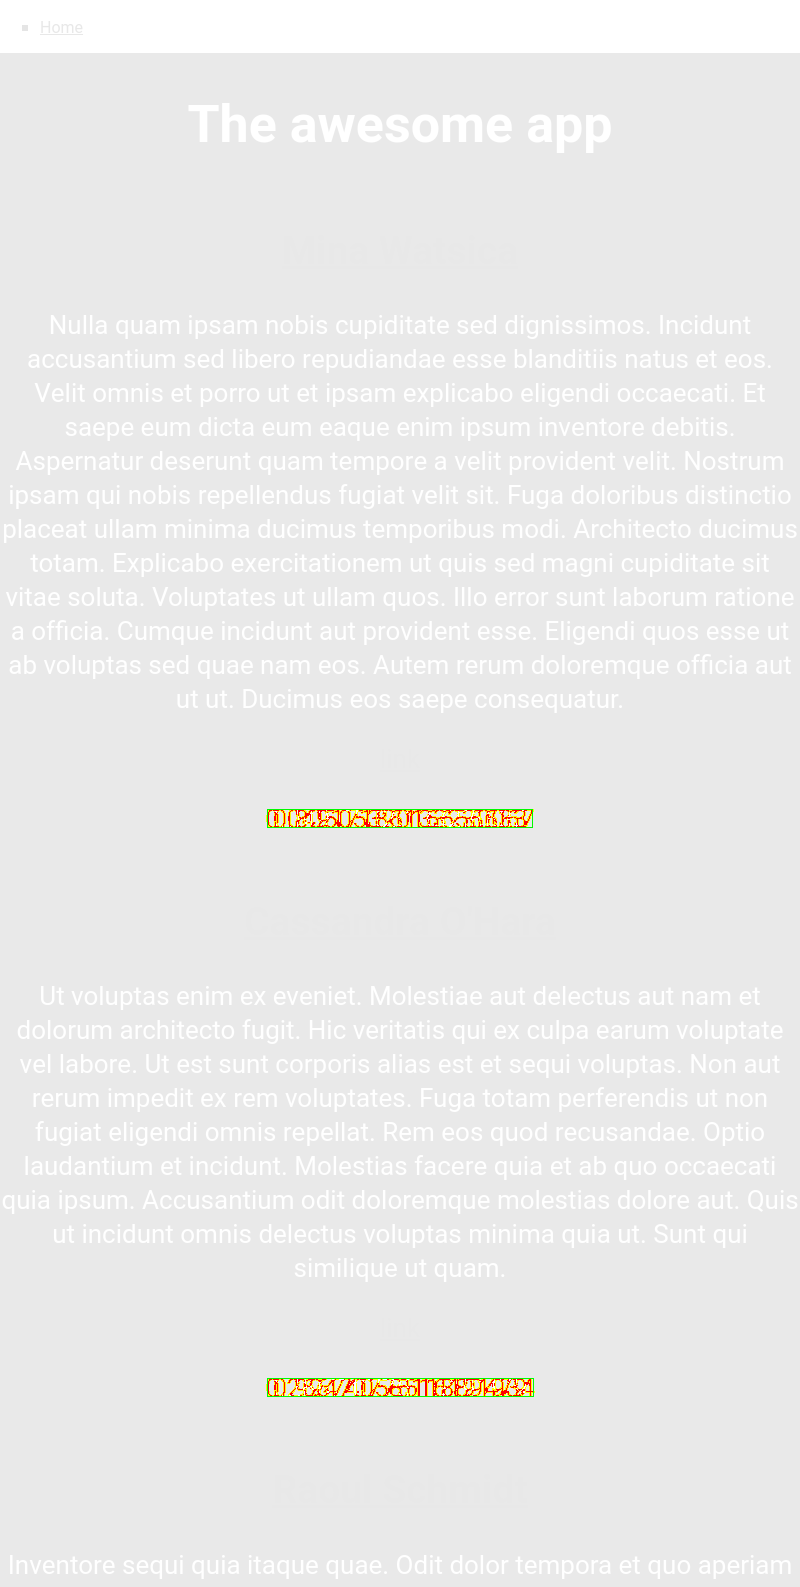 Home
The awesome app
Nulla quam ipsam nobis cupiditate sed dignissimos. Incidunt
accusantium sed libero repudiandae esse blanditiis natus et eos.
Velit omnis et porro ut et ipsam explicabo eligendi occaecati. Et
saepe eum dicta eum eaque enim ipsum inventore debitis.
Aspernatur deserunt quam tempore a velit provident velit. Nostrum
ipsam qui nobis repellendus fugiat velit sit. Fuga doloribus distinctio
placeat ullam minima ducimus temporibus modi. Architecto ducimus
totam. Explicabo exercitationem ut quis sed magni cupiditate sit
vitae soluta. Voluptates ut ullam quos. Illo error sunt laborum ratione
a officia. Cumque incidunt aut provident esse. Eligendi quos esse ut
ab voluptas sed quae nam eos. Autem rerum doloremque officia aut
ut ut. Ducimus eos saepe consequatur.
Ut voluptas enim ex eveniet. Molestiae aut delectus aut nam et
dolorum architecto fugit. Hic veritatis qui ex culpa earum voluptate
vel labore. Ut est sunt corporis alias est et sequi voluptas. Non aut
rerum impedit ex rem voluptates. Fuga totam perferendis ut non
fugiat eligendi omnis repellat. Rem eos quod recusandae. Optio
laudantium et incidunt. Molestias facere quia et ab quo occaecati
quia ipsum. Accusantium odit doloremque molestias dolore aut. Quis
ut incidunt omnis delectus voluptas minima quia ut. Sunt qui
similique ut quam.
Inventore sequi quia itaque quae. Odit dolor tempora et quo aperiam